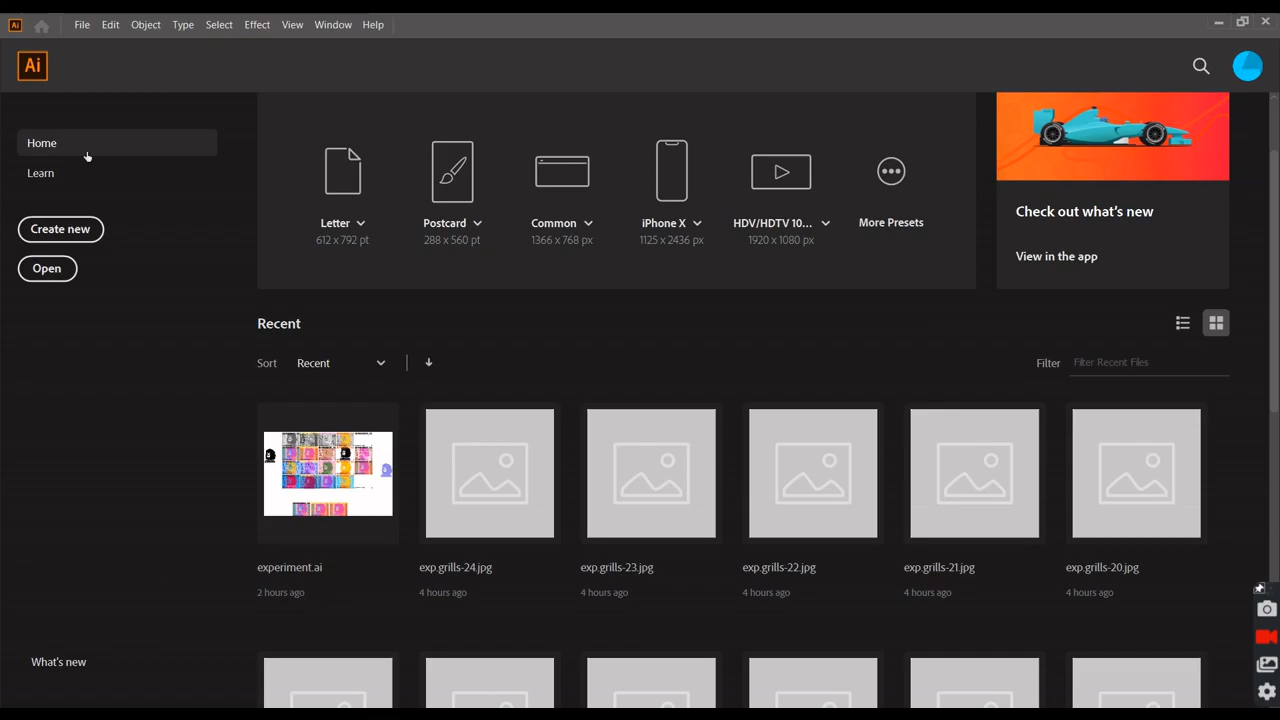 Ai File Edit Object Type Select Effect View Window Help
Ai
Home
Learn
Create new
Open
Letter Postcard Common iPhone X HDV/HDTV 10... More Presets
612 x 792 pt 288 x 560 pt 1366 x 768 px 1125 x 2436 px 1920 x 1080 px
Check out what's new
View in the app
Recent
Sort Recent Filter Filter Recent Files
experiment.ai exp.grills-24.jpg exp.grills-23.jpg exp.grills-22.jpg exp.grills-21.jpg exp.grills-20.jpg
2 hours ago 4 hours ago 4 hours ago 4 hours ago 4 hours ago 4 hours ago
What's new